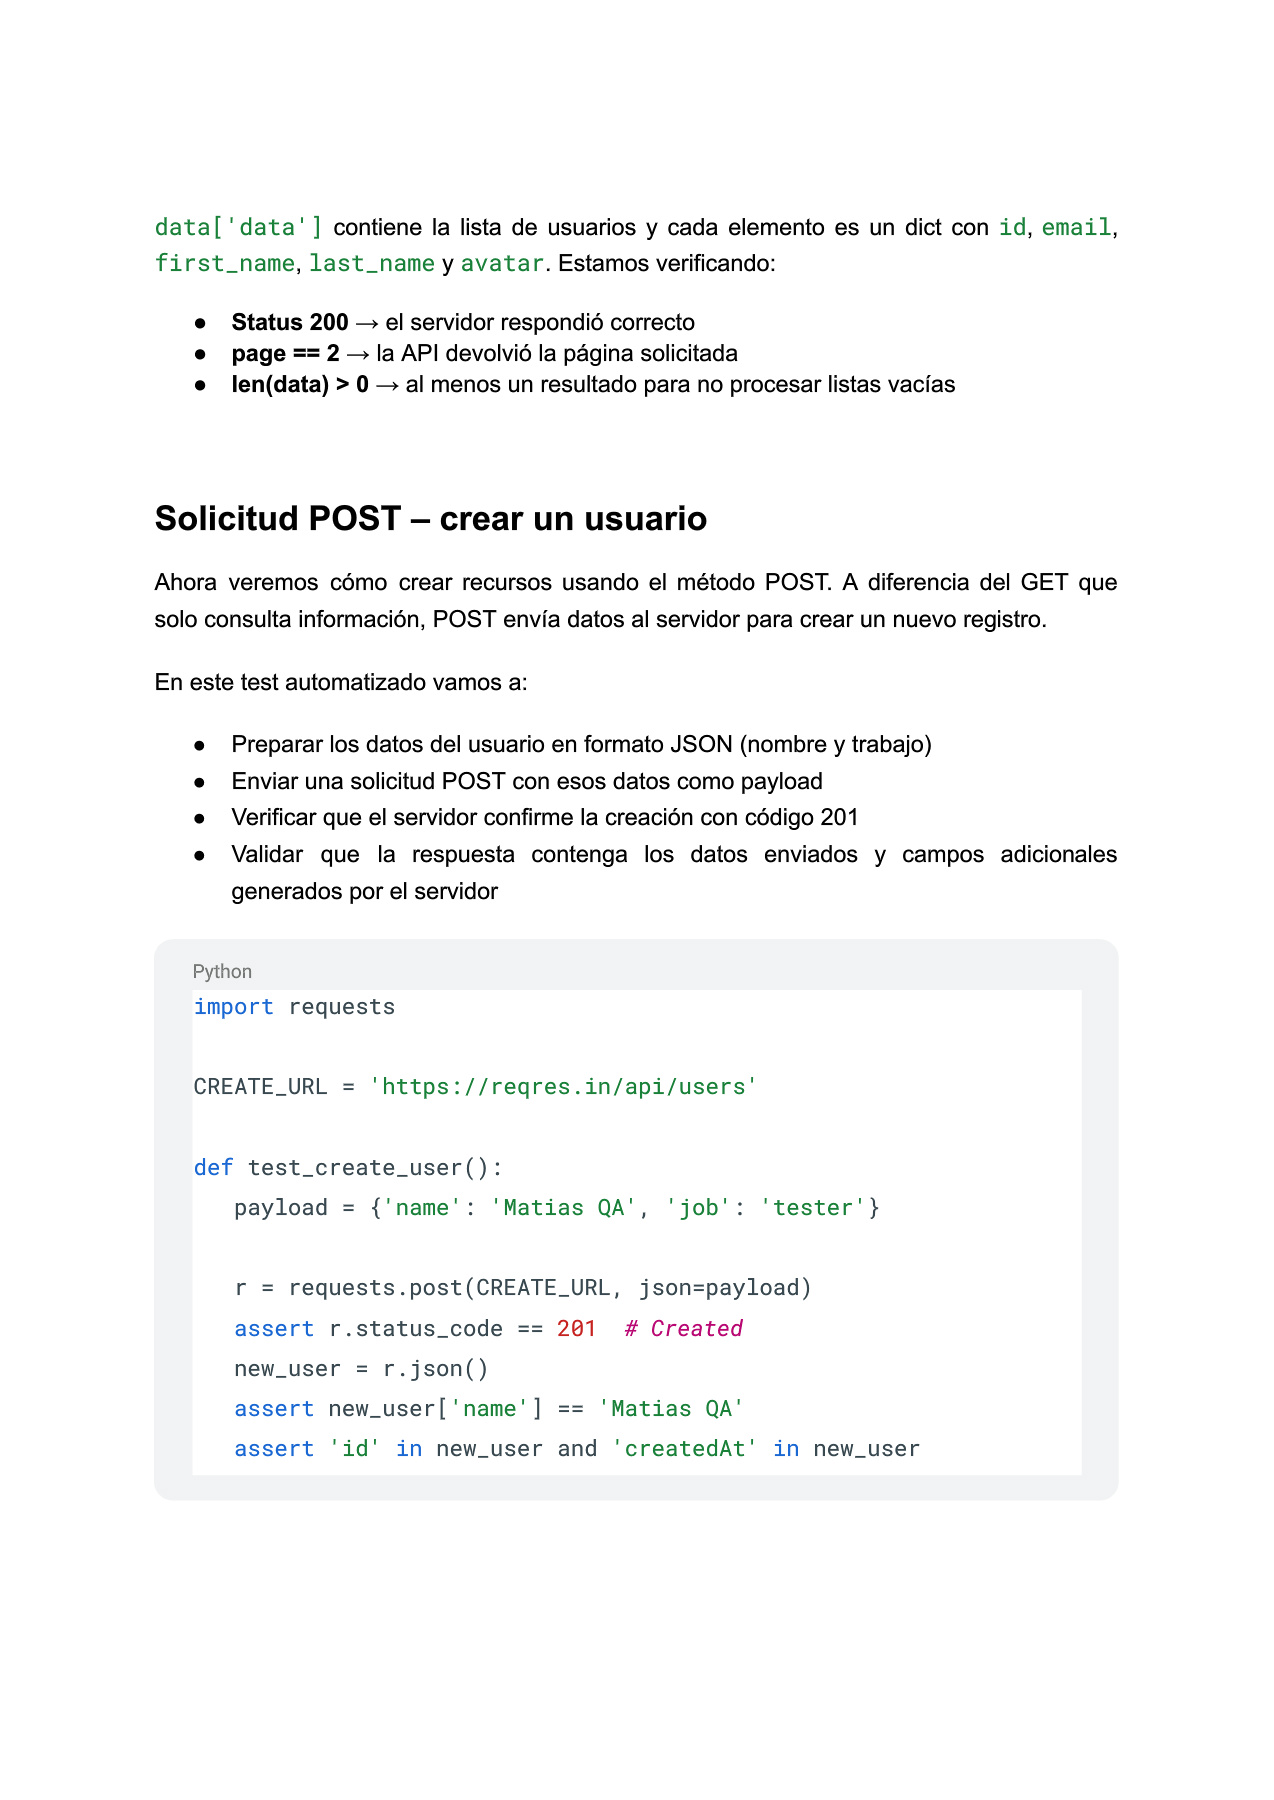 data['data'] contiene la lista de usuarios y cada elemento es un dict con id, email,
first_name, last_name y avatar. Estamos verificando:
● Status 200 → el servidor respondió correcto
● page == 2 → la API devolvió la página solicitada
● len(data) > 0 → al menos un resultado para no procesar listas vacías
Solicitud POST – crear un usuario
Ahora veremos cómo crear recursos usando el método POST. A diferencia del GET que
solo consulta información, POST envía datos al servidor para crear un nuevo registro.
En este test automatizado vamos a:
● Preparar los datos del usuario en formato JSON (nombre y trabajo)
● Enviar una solicitud POST con esos datos como payload
● Verificar que el servidor confirme la creación con código 201
● Validar que la respuesta contenga los datos enviados y campos adicionales
generados por el servidor
Python
import requests
CREATE_URL = 'https://reqres.in/api/users'
def test_create_user():
   payload = {'name': 'Matias QA', 'job': 'tester'}
   r = requests.post(CREATE_URL, json=payload)
   assert r.status_code == 201  # Created
   new_user = r.json()
   assert new_user['name'] == 'Matias QA'
   assert 'id' in new_user and 'createdAt' in new_user